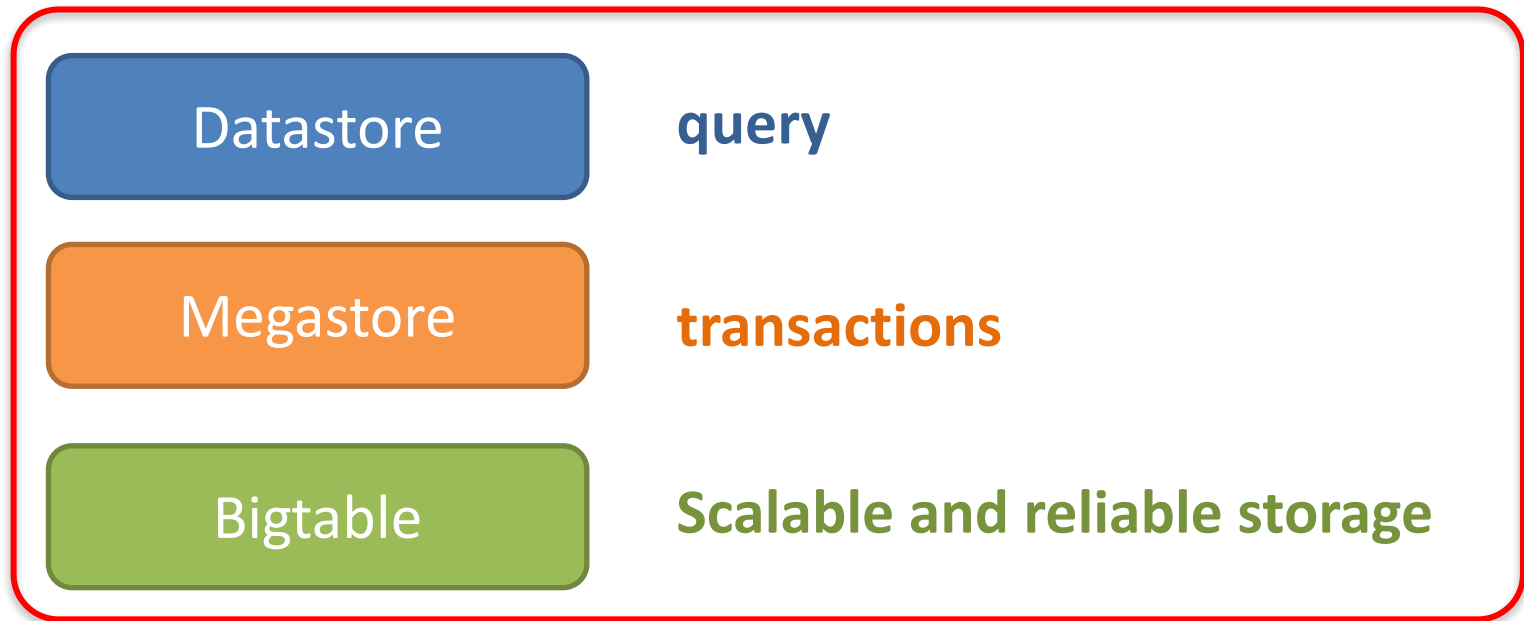 Datastore
query
Megastore
transactions
Bigtable
Scalable and reliable storage